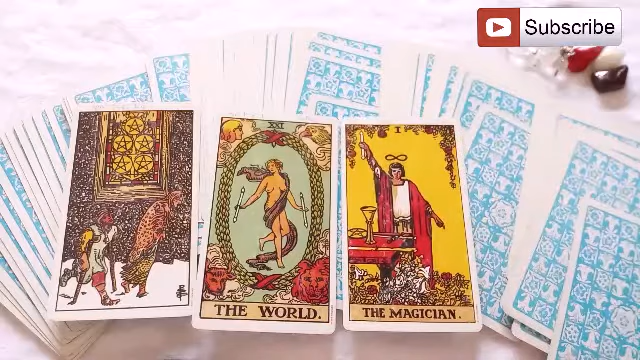 Subscribe
XXI
I
THE WORLD.
THE MAGICIAN.